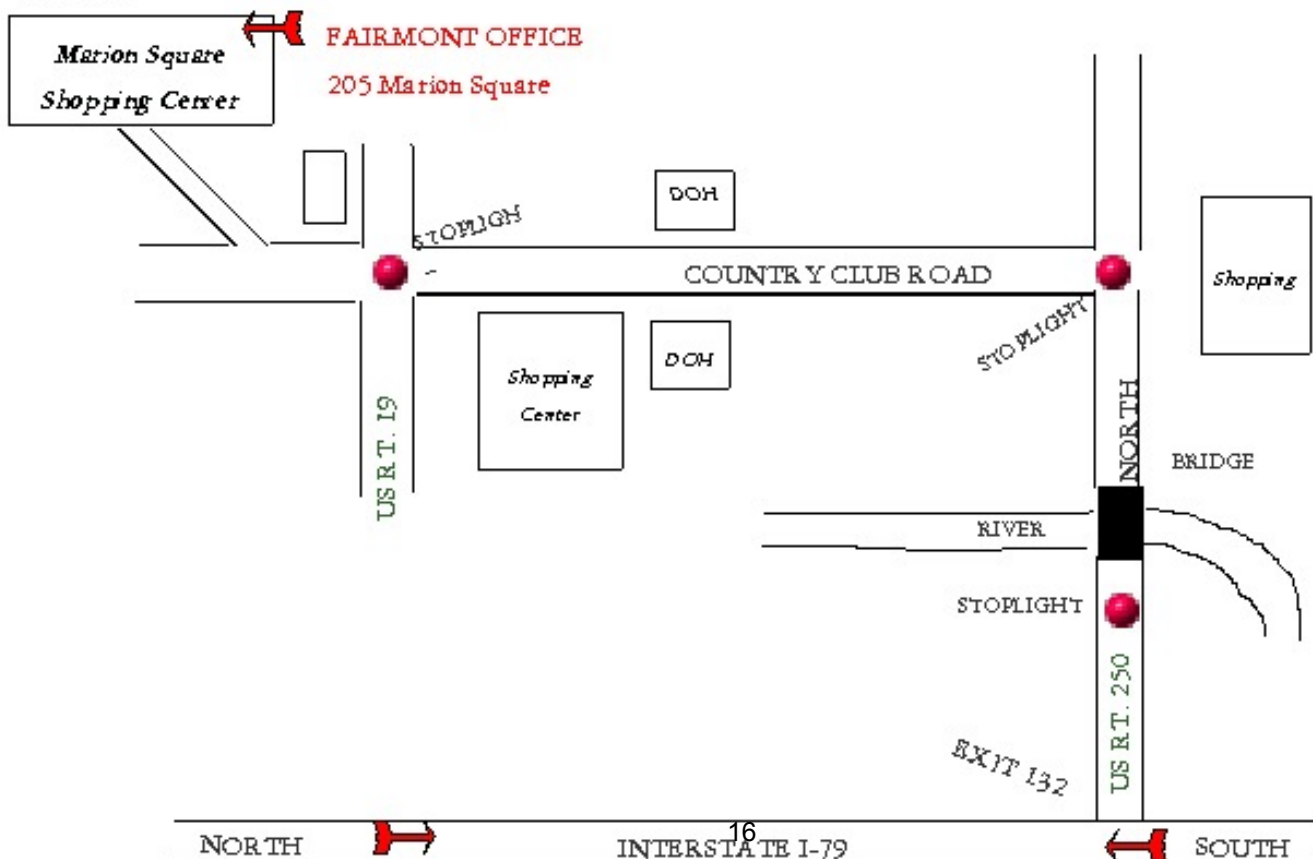 Marion Square
Shopping Center
FAIRMONT OFFICE
205 Marion Square
STOPLIGH
DOH
COUNTRY CLUB ROAD
Shopping
STOPLIGHT
Shopping
Center
DOH
US RT. 19
NORTH
BRIDGE
RIVER
STOPLIGHT
US RT. 250
EXIT 132
16
NORTH
INTERSTATE I-79
SOUTH